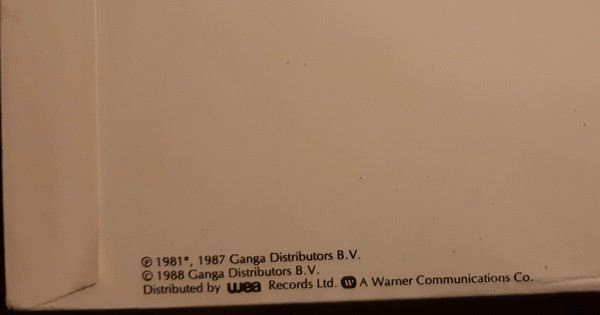 ℗ 1981*, 1987 Ganga Distributors B.V.
© 1988 Ganga Distributors B.V.
Distributed by wea Records Ltd. W A Warner Communications Co.